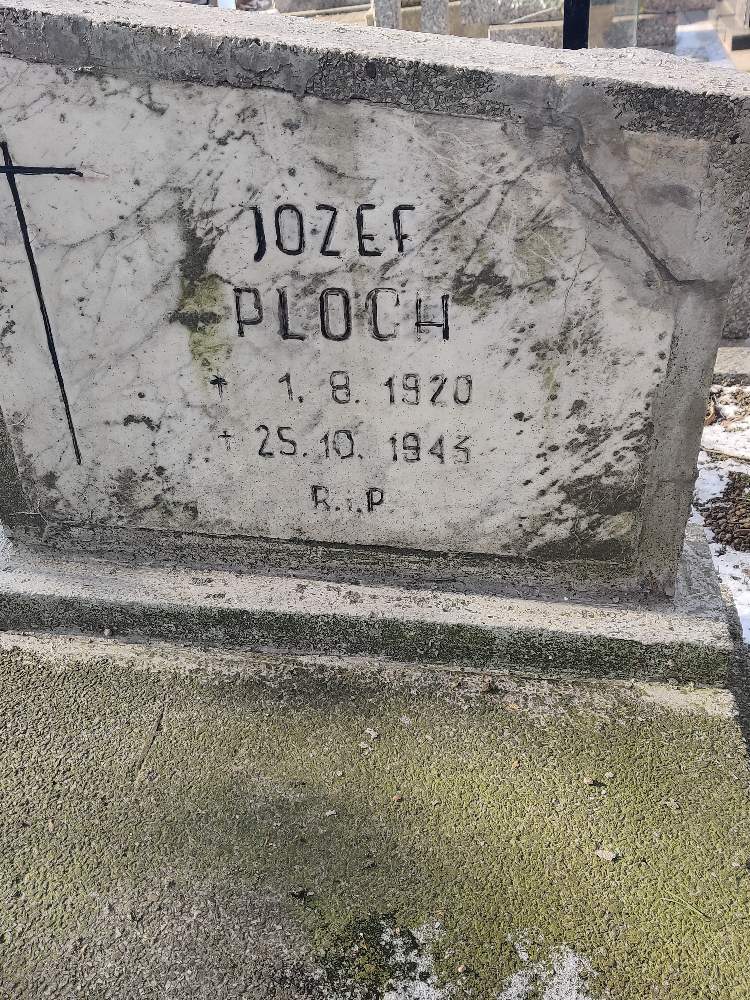 JOZEF
PLOCH
* 1. 8. 1920
† 25. 10. 1945
R.i.P